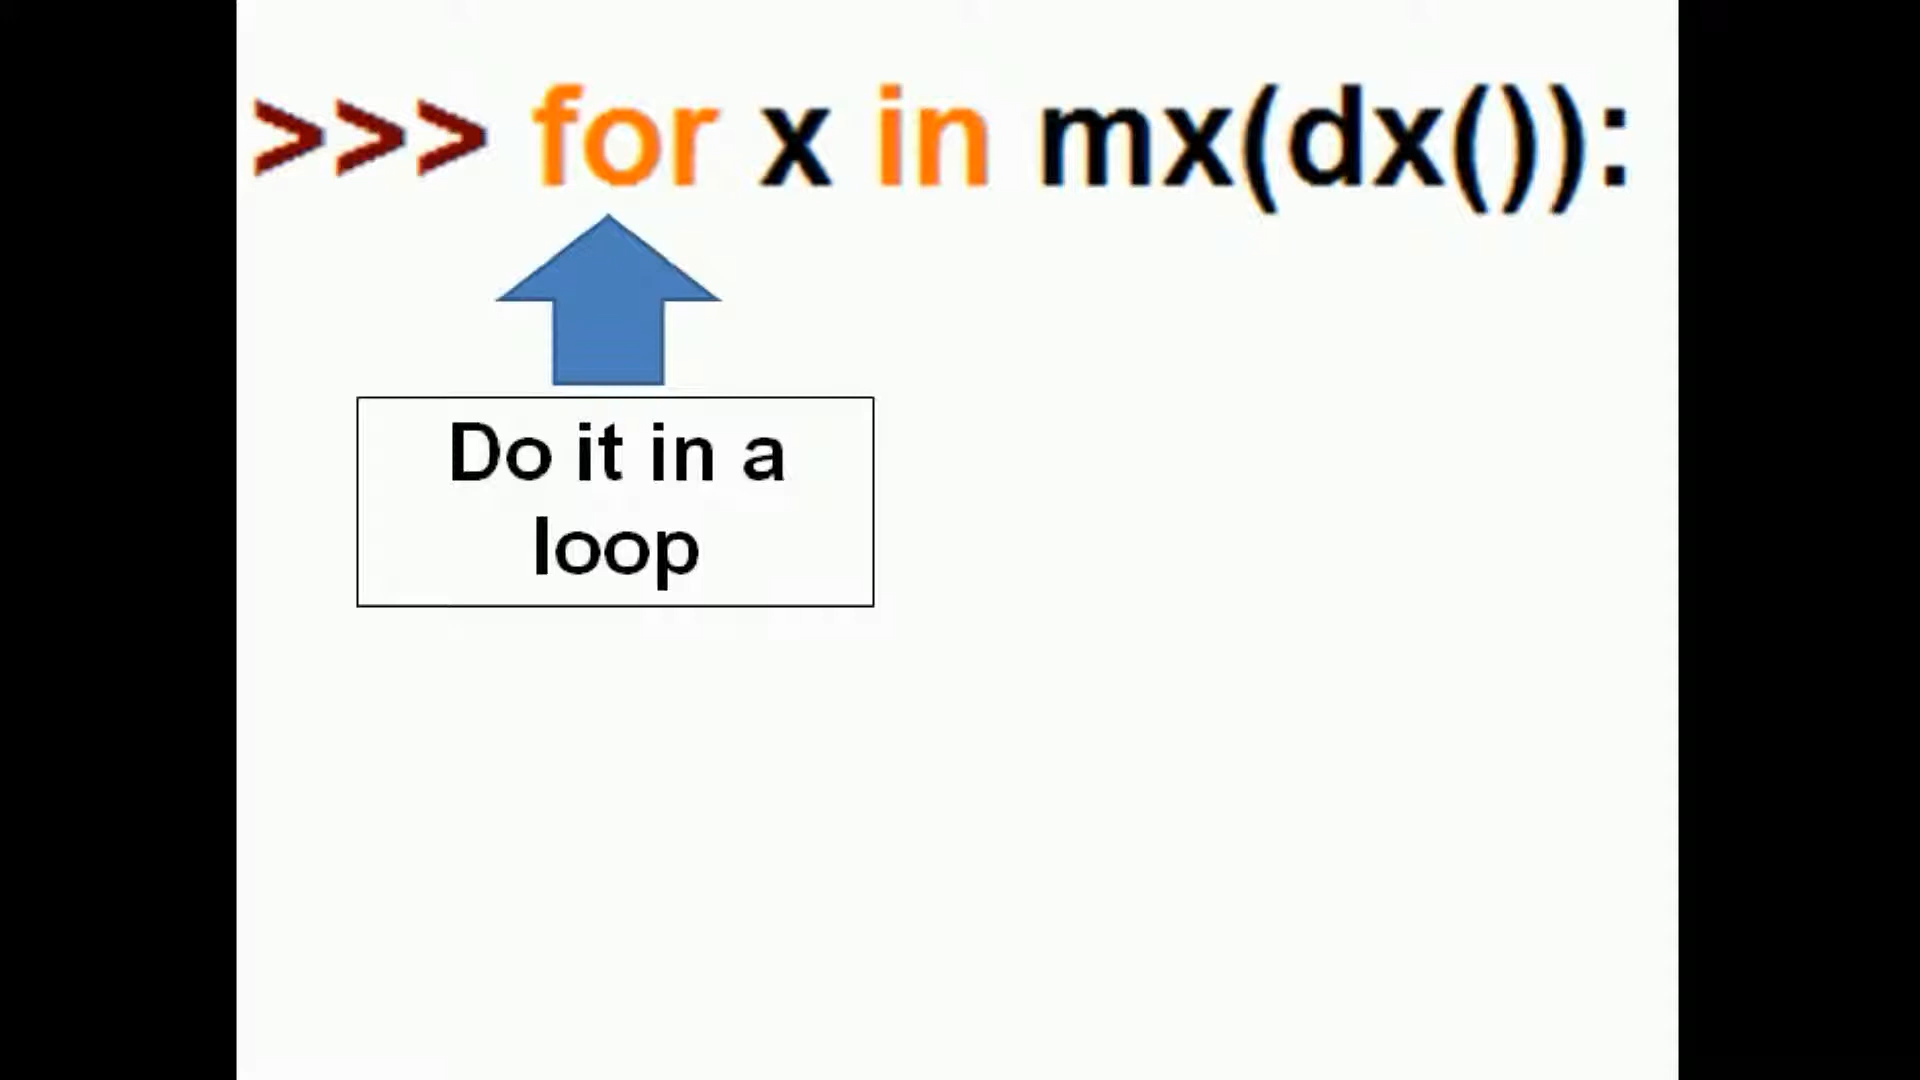 >>> for x in mx(dx()):
Do it in a
loop